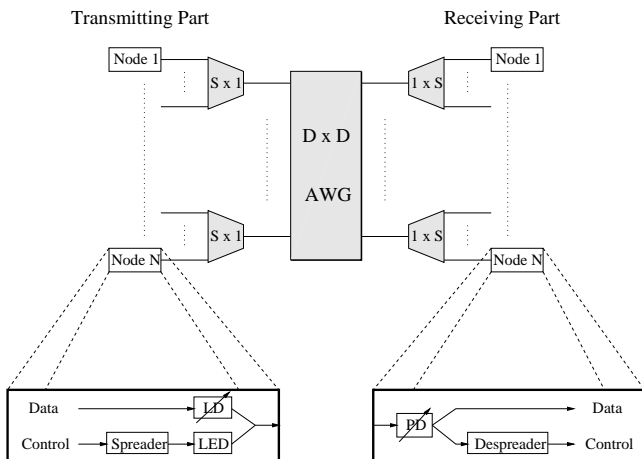 Transmitting Part
Receiving Part
Node 1
S x 1
1 x S
Node 1
D x D
AWG
S x 1
1 x S
Node N
Node N
Data
LD
Control
Spreader
LED
PD
Data
Despreader
Control